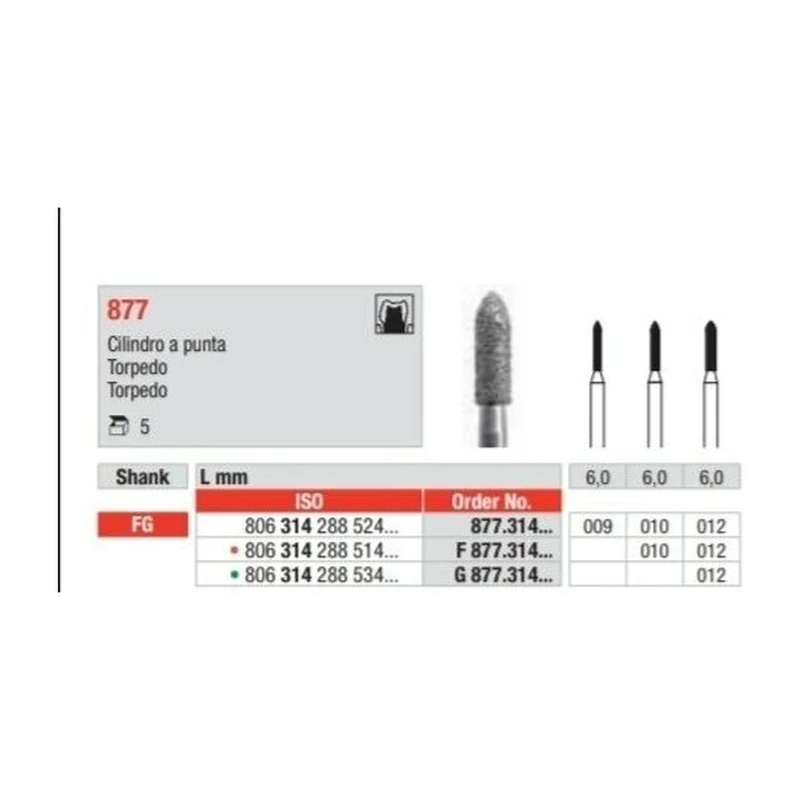 877
Cilindro a punta
Torpedo
Torpedo
5
Shank L mm 6,0 6,0 6,0
ISO Order No.
FG 806 314 288 524... 877.314... 009 010 012
806 314 288 514... F 877.314... 010 012
806 314 288 534... G 877.314... 012